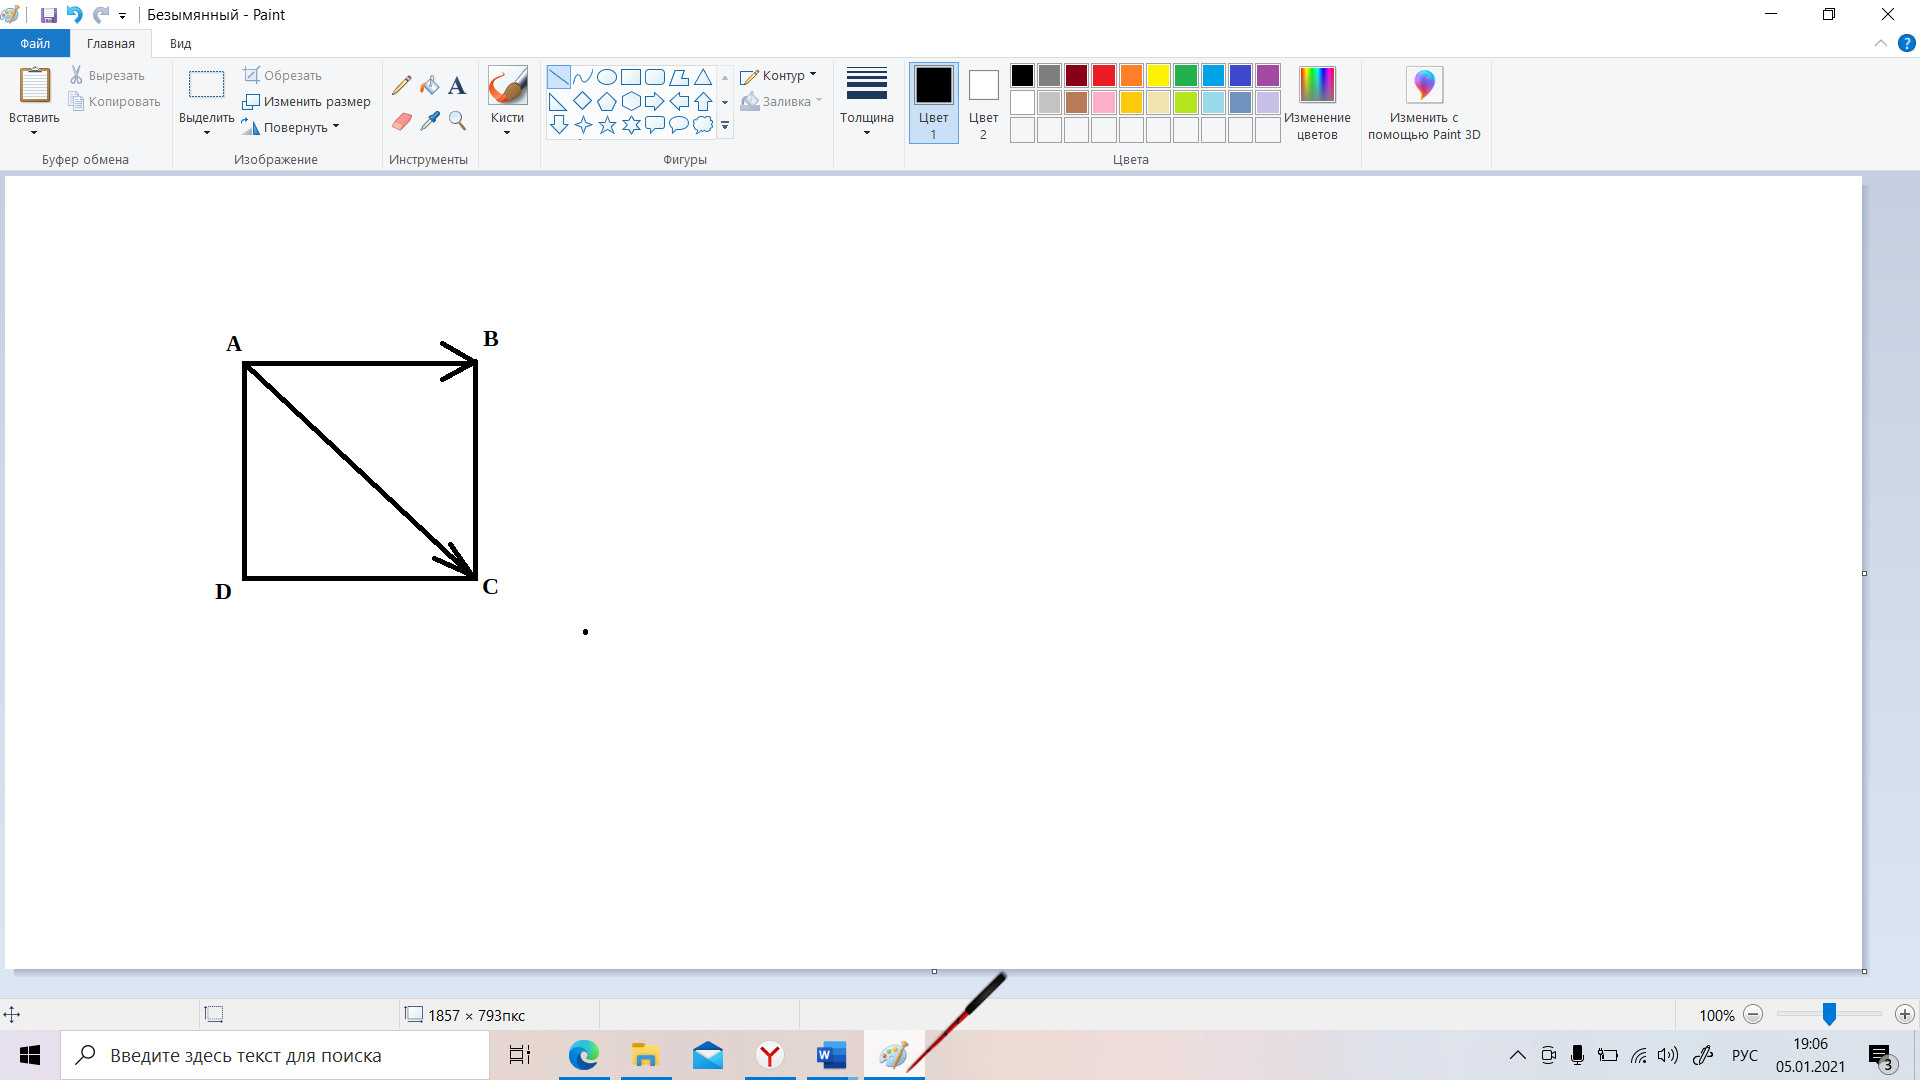 Безымянный - Paint
Файл
Главная
Вид
Вставить
Вырезать
Копировать
Буфер обмена
Выделить
Обрезать
Изменить размер
Повернуть
Изображение
A
Инструменты
Кисти
Контур
Заливка
Фигуры
Толщина
Цвет
1
Цвет
2
Изменение
цветов
Цвета
Изменить с
помощью Paint 3D
A
B
D
C
1857 × 793пкс
100%
Введите здесь текст для поиска
РУС
19:06
05.01.2021
3